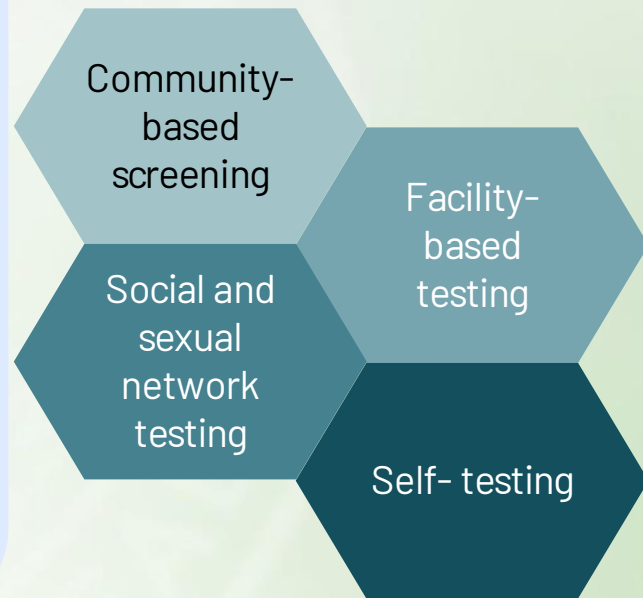 Community-
based
screening
Facility-
based
testing
Social and
sexual
network
testing
Self- testing